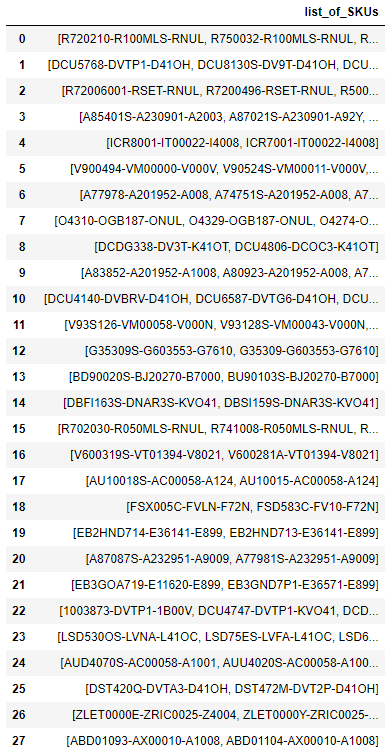 list_of_SKUs
0 [R720210-R100MLS-RNUL, R750032-R100MLS-RNUL, R...
1 [DCU5768-DVTP1-D41OH, DCU8130S-DV9T-D41OH, DCU...
2 [R72006001-RSET-RNUL, R7200496-RSET-RNUL, R500...
3 [A85401S-A230901-A2003, A87021S-A230901-A92Y, ...
4 [ICR8001-IT00022-I4008, ICR7001-IT00022-I4008]
5 [V900494-VM00000-V000V, V90524S-VM00011-V000V,...
6 [A77978-A201952-A008, A74751S-A201952-A008, A7...
7 [O4310-OGB187-ONUL, O4329-OGB187-ONUL, O4274-O...
8 [DCDG338-DV3T-K41OT, DCU4806-DCOC3-K41OT]
9 [A83852-A201952-A1008, A80923-A201952-A008, A7...
10 [DCU4140-DVBRV-D41OH, DCU6587-DVTG6-D41OH, DCU...
11 [V93S126-VM00058-V000N, V93128S-VM00043-V000N,...
12 [G35309S-G603553-G7610, G35309-G603553-G7610]
13 [BD90020S-BJ20270-B7000, BU90103S-BJ20270-B7000]
14 [DBFI163S-DNAR3S-KVO41, DBSI159S-DNAR3S-KVO41]
15 [R702030-R050MLS-RNUL, R741008-R050MLS-RNUL, R...
16 [V600319S-VT01394-V8021, V600281A-VT01394-V8021]
17 [AU10018S-AC00058-A124, AU10015-AC00058-A124]
18 [FSX005C-FVLN-F72N, FSD583C-FV10-F72N]
19 [EB2HND714-E36141-E899, EB2HND713-E36141-E899]
20 [A87087S-A232951-A9009, A77981S-A232951-A9009]
21 [EB3GOA719-E11620-E899, EB3GND7P1-E36571-E899]
22 [1003873-DVTP1-1B00V, DCU4747-DVTP1-KVO41, DCD...
23 [LSD530OS-LVNA-L41OC, LSD75ES-LVFA-L41OC, LSD6...
24 [AUD4070S-AC00058-A1001, AUU4020S-AC00058-A100...
25 [DST420Q-DVTA3-D41OH, DST472M-DVT2P-D41OH]
26 [ZLET0000E-ZRIC0025-Z4004, ZLET0000Y-ZRIC0025-...
27 [ABD01093-AX00010-A1008, ABD01104-AX00010-A1008]